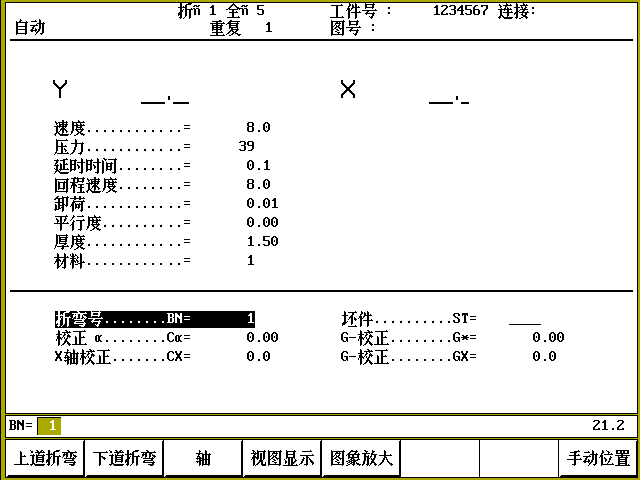 折ñ 1 全ñ 5 工件号 : 1234567 连接:
自动 重复 1 图号 :
Y __.__ X __._
速度............= 8.0
压力............= 39
延时时间........= 0.1
回程速度........= 8.0
卸荷............= 0.01
平行度..........= 0.00
厚度............= 1.50
材料............= 1
折弯号........BN= 1 坯件..........ST= ____
校正 α........Cα= 0.00 G-校正........G*= 0.00
X轴校正.......CX= 0.0 G-校正........GX= 0.0
BN= 1 21.2
上道折弯 下道折弯 轴 视图显示 图象放大 手动位置